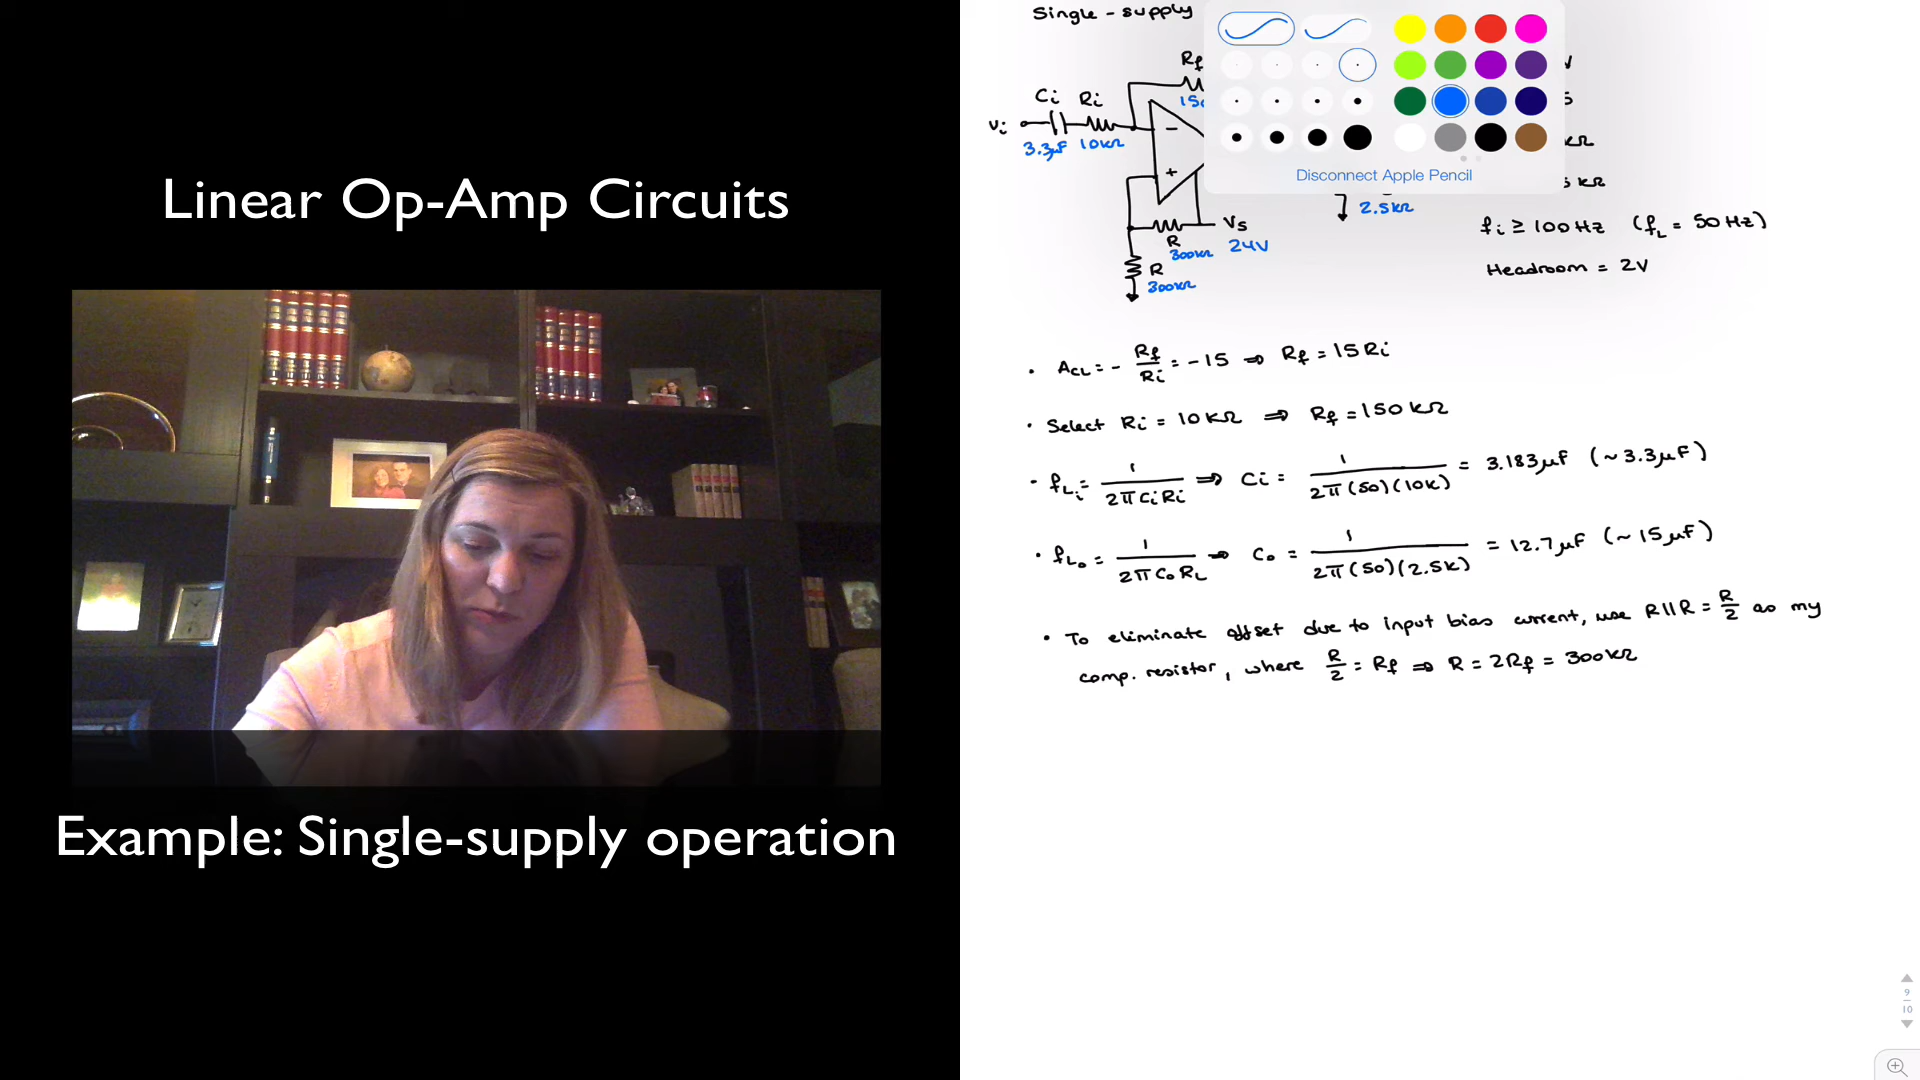 Linear Op-Amp Circuits
Example: Single-supply operation
Single-supply
Rf
15
Ci Ri
vi
3.3μF 10kΩ
−
+
Disconnect Apple Pencil
kΩ
2.5kΩ
R
300kΩ
Vs
24V
R
300kΩ
fi ≥ 100Hz (fL = 50Hz)
Headroom = 2V
• ACL = - Rf/Ri = -15 ⇒ Rf = 15Ri
• Select Ri = 10kΩ ⇒ Rf = 150kΩ
• fLi = 1/2πCiRi ⇒ Ci = 1/2π(50)(10k) = 3.183μF (~3.3μF)
• fLo = 1/2πCoRL ⇒ Co = 1/2π(50)(2.5k) = 12.7μF (~15μF)
• To eliminate offset due to input bias current, use R||R = R/2 as my
comp. resistor, where R/2 = Rf ⇒ R = 2Rf = 300kΩ
9
10